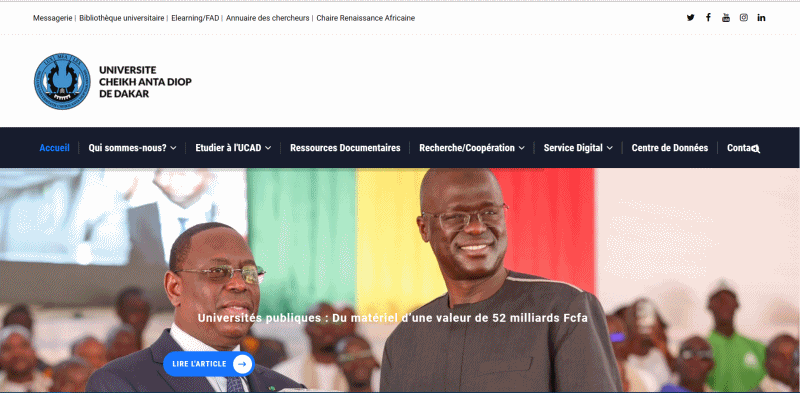 Messagerie | Bibliothèque universitaire | Elearning/FAD | Annuaire des chercheurs | Chaire Renaissance Africaine
UNIVERSITE
CHEIKH ANTA DIOP
DE DAKAR
Accueil Qui sommes-nous? Etudier à l'UCAD Ressources Documentaires Recherche/Coopération Service Digital Centre de Données Contact
Universités publiques : Du matériel d'une valeur de 52 milliards Fcfa
LIRE L'ARTICLE